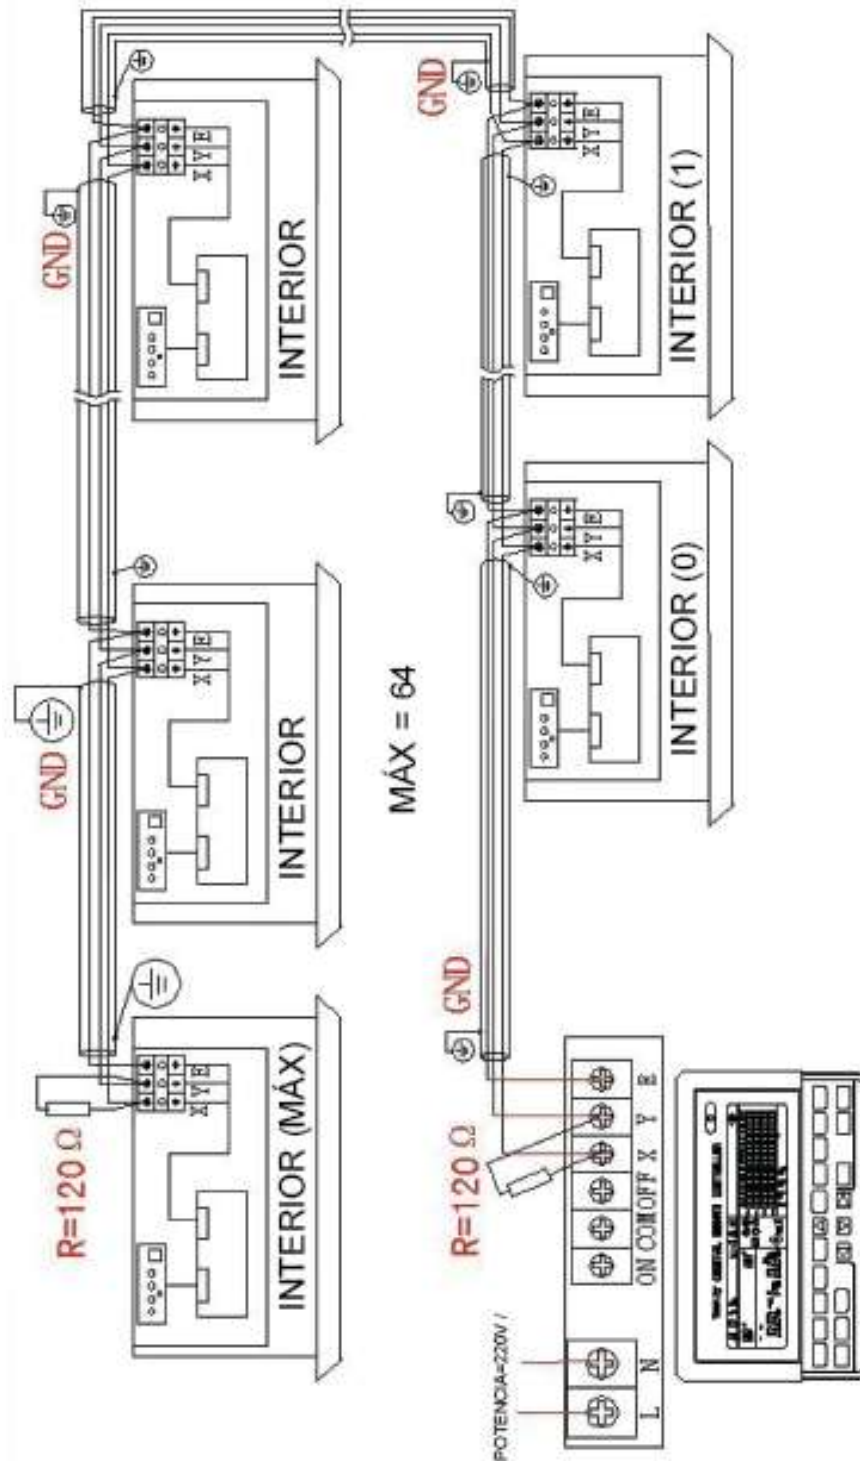 GND
GND
R=120 Ω
X Y E
X Y E
X Y E
INTERIOR (MÁX)
INTERIOR
INTERIOR
MÁX = 64
GND
R=120 Ω
GND
POTENCIA=220V /
X Y E
X Y E
INTERIOR (0)
INTERIOR (1)
L N ON COM OFF X Y E